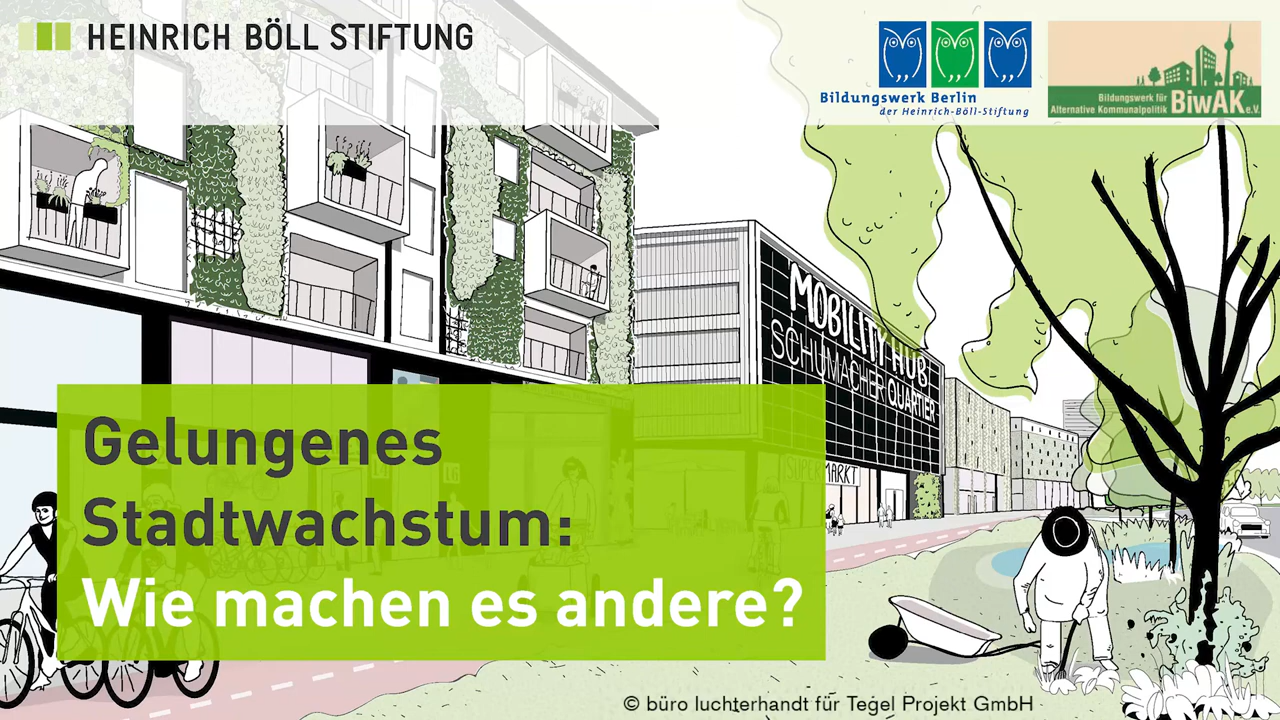 HEINRICH BÖLL STIFTUNG
Bildungswerk Berlin
der Heinrich-Böll-Stiftung
Bildungswerk für
Alternative Kommunalpolitik
BiwAK e.V.
MOBILITY HUB
SCHUMACHER QUARTIER
SUPERMARKT
Gelungenes
Stadtwachstum:
Wie machen es andere?
© büro luchterhandt für Tegel Projekt GmbH